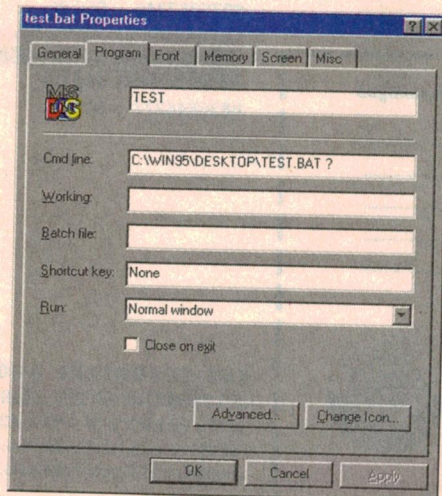 test.bat Properties
General Program Font Memory Screen Misc
MS
DOS
TEST
Cmd line: C:\WIN95\DESKTOP\TEST.BAT ?
Working:
Batch file:
Shortcut key: None
Run: Normal window
Close on exit
Advanced... Change Icon...
OK Cancel Apply